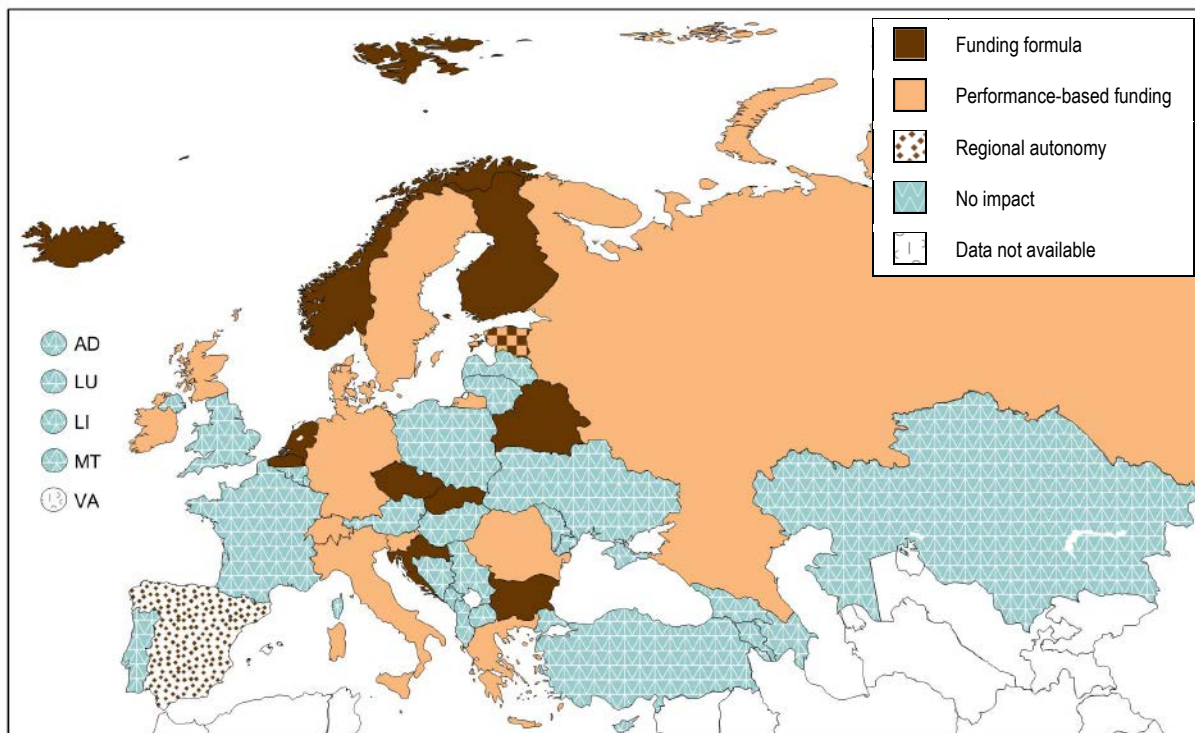 Funding formula
Performance-based funding
Regional autonomy
No impact
Data not available
AD
LU
LI
MT
VA